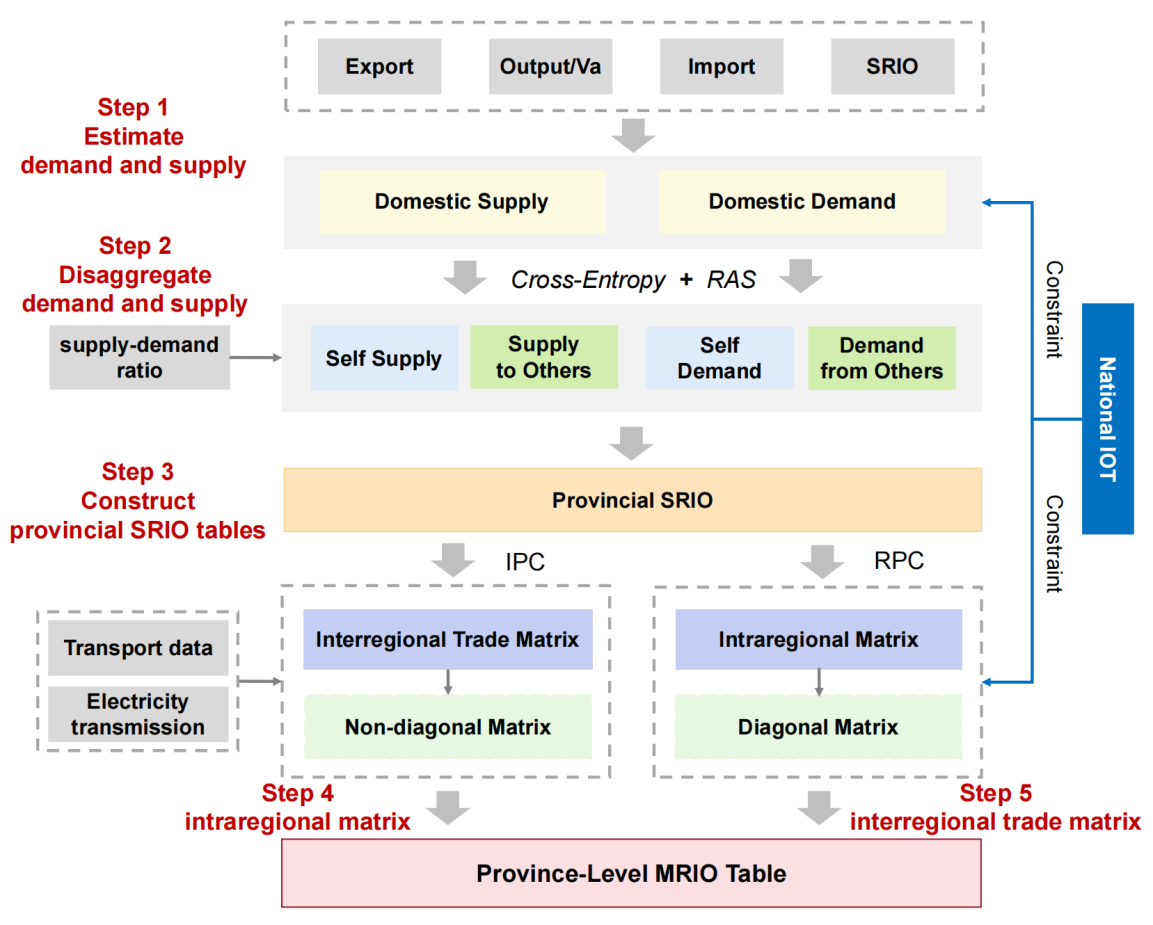 Export
Output/Va
Import
SRIO
Step 1
Estimate
demand and supply
Domestic Supply
Domestic Demand
Step 2
Disaggregate
demand and supply
Cross-Entropy + RAS
Constraint
supply-demand
ratio
Self Supply
Supply
to Others
Self
Demand
Demand
from Others
National IOT
Step 3
Construct
provincial SRIO tables
Provincial SRIO
Constraint
IPC
RPC
Transport data
Electricity
transmission
Interregional Trade Matrix
Intraregional Matrix
Non-diagonal Matrix
Diagonal Matrix
Step 4
intraregional matrix
Step 5
interregional trade matrix
Province-Level MRIO Table